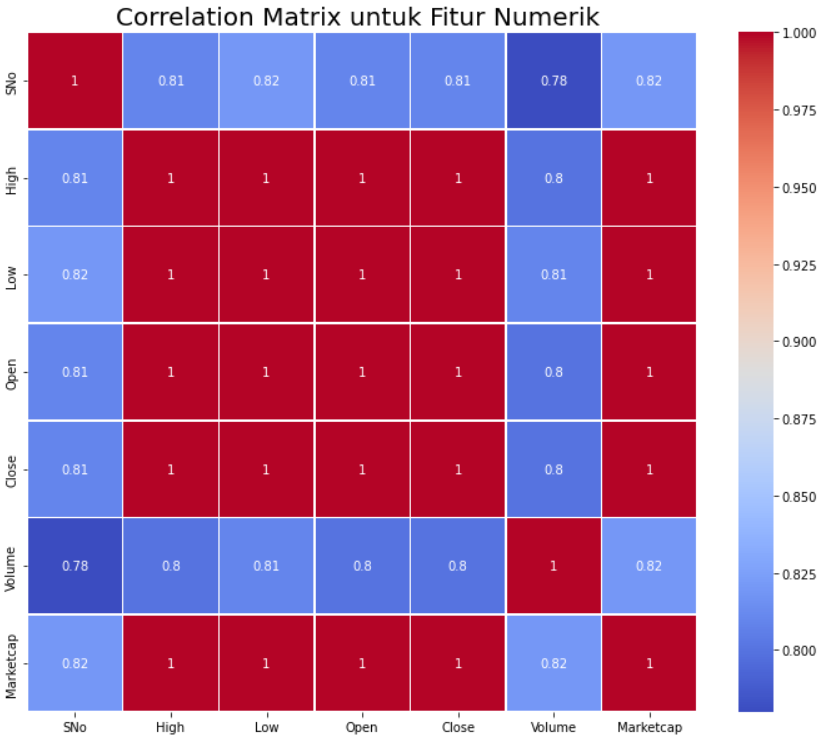 Correlation Matrix untuk Fitur Numerik
SNo 1 0.81 0.82 0.81 0.81 0.78 0.82
High 0.81 1 1 1 1 0.8 1
Low 0.82 1 1 1 1 0.81 1
Open 0.81 1 1 1 1 0.8 1
Close 0.81 1 1 1 1 0.8 1
Volume 0.78 0.8 0.81 0.8 0.8 1 0.82
Marketcap 0.82 1 1 1 1 0.82 1
SNo High Low Open Close Volume Marketcap
1.000
0.975
0.950
0.925
0.900
0.875
0.850
0.825
0.800